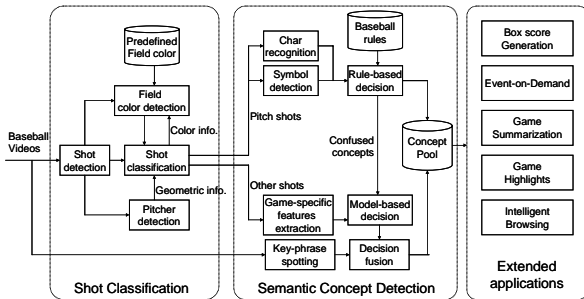 Predefined
Field color
Field
color detection
Color info.
Baseball
Videos
Shot
detection
Shot
classification
Geometric info.
Pitcher
detection
Shot Classification
Char
recognition
Symbol
detection
Pitch shots
Baseball
rules
Rule-based
decision
Confused
concepts
Concept
Pool
Other shots
Game-specific
features
extraction
Model-based
decision
Key-phrase
spotting
Decision
fusion
Semantic Concept Detection
Box score
Generation
Event-on-Demand
Game
Summarization
Game
Highlights
Intelligent
Browsing
Extended
applications